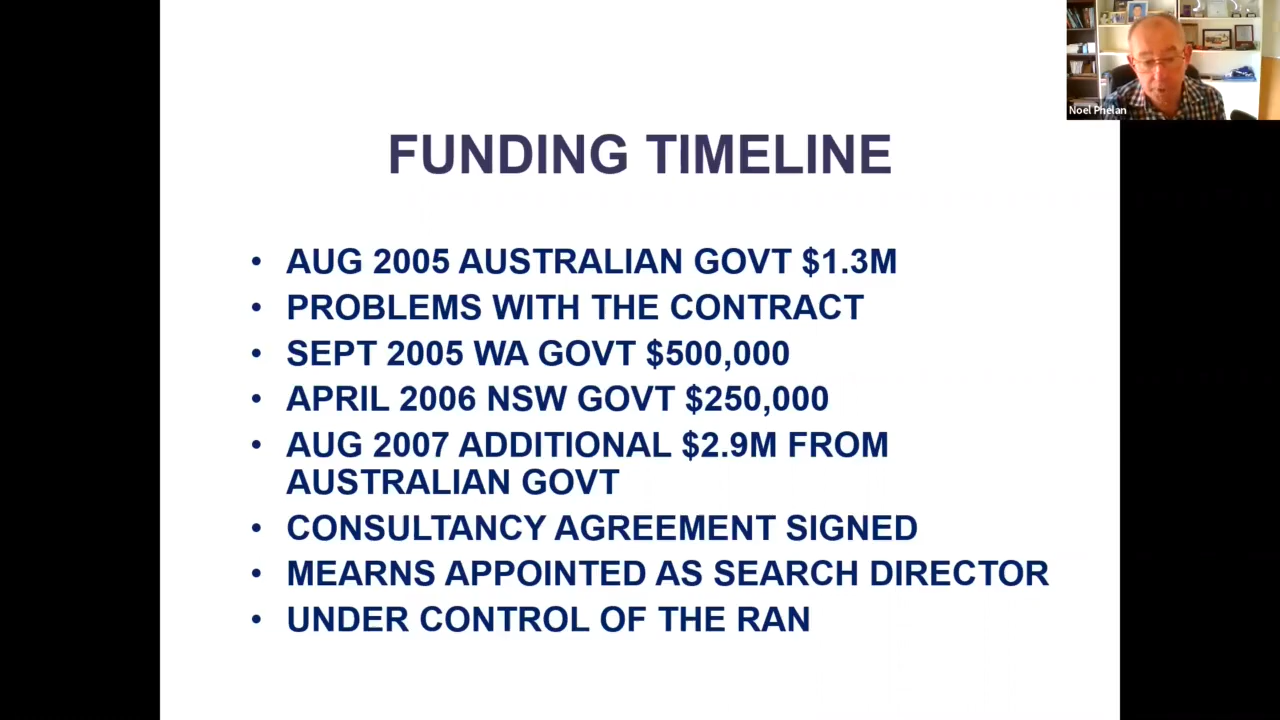 Noel Phelan
FUNDING TIMELINE
• AUG 2005 AUSTRALIAN GOVT $1.3M
• PROBLEMS WITH THE CONTRACT
• SEPT 2005 WA GOVT $500,000
• APRIL 2006 NSW GOVT $250,000
• AUG 2007 ADDITIONAL $2.9M FROM
AUSTRALIAN GOVT
• CONSULTANCY AGREEMENT SIGNED
• MEARNS APPOINTED AS SEARCH DIRECTOR
• UNDER CONTROL OF THE RAN